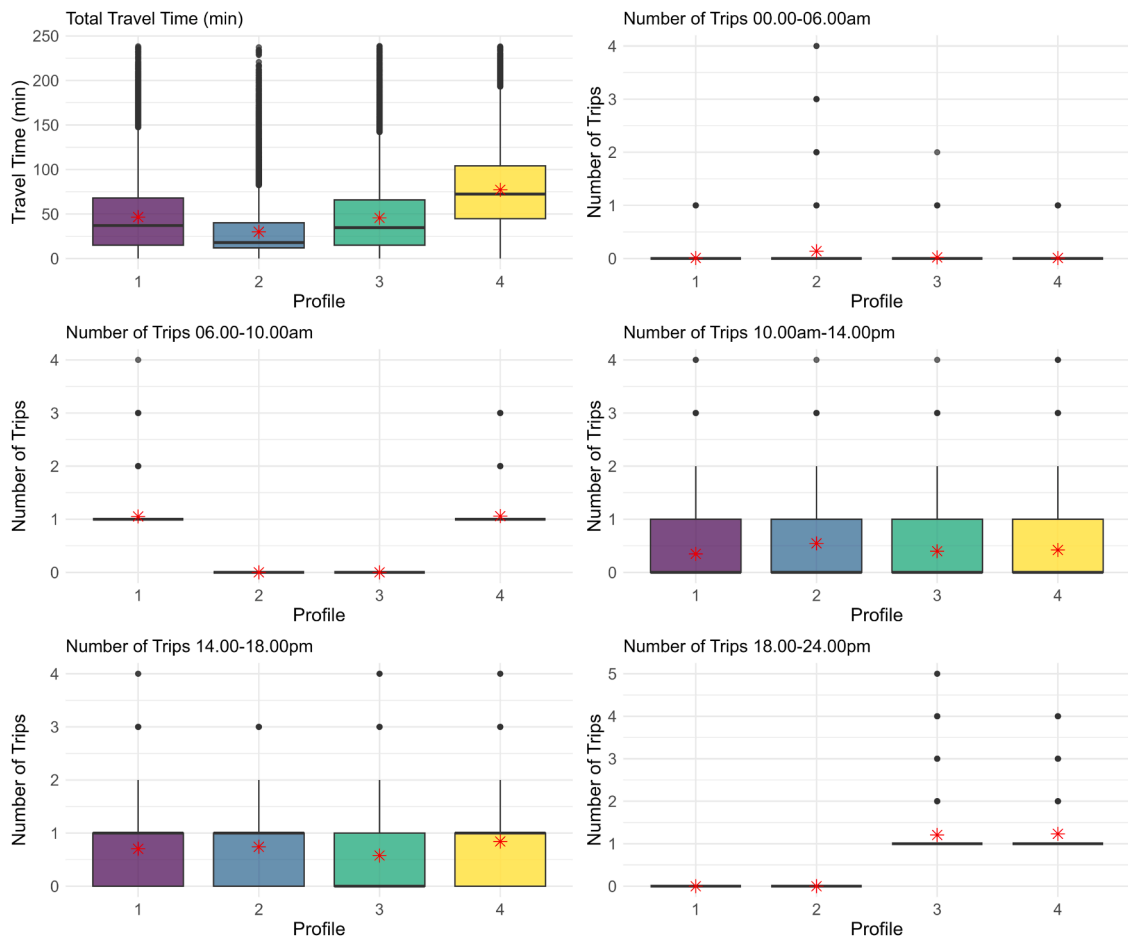 Total Travel Time (min)
Travel Time (min)
250
200
150
100
50
0
1 2 3 4
Profile
Number of Trips 00.00-06.00am
Number of Trips
4
3
2
1
0
1 2 3 4
Profile
Number of Trips 06.00-10.00am
Number of Trips
4
3
2
1
0
1 2 3 4
Profile
Number of Trips 10.00am-14.00pm
Number of Trips
4
3
2
1
0
1 2 3 4
Profile
Number of Trips 14.00-18.00pm
Number of Trips
4
3
2
1
0
1 2 3 4
Profile
Number of Trips 18.00-24.00pm
Number of Trips
5
4
3
2
1
0
1 2 3 4
Profile